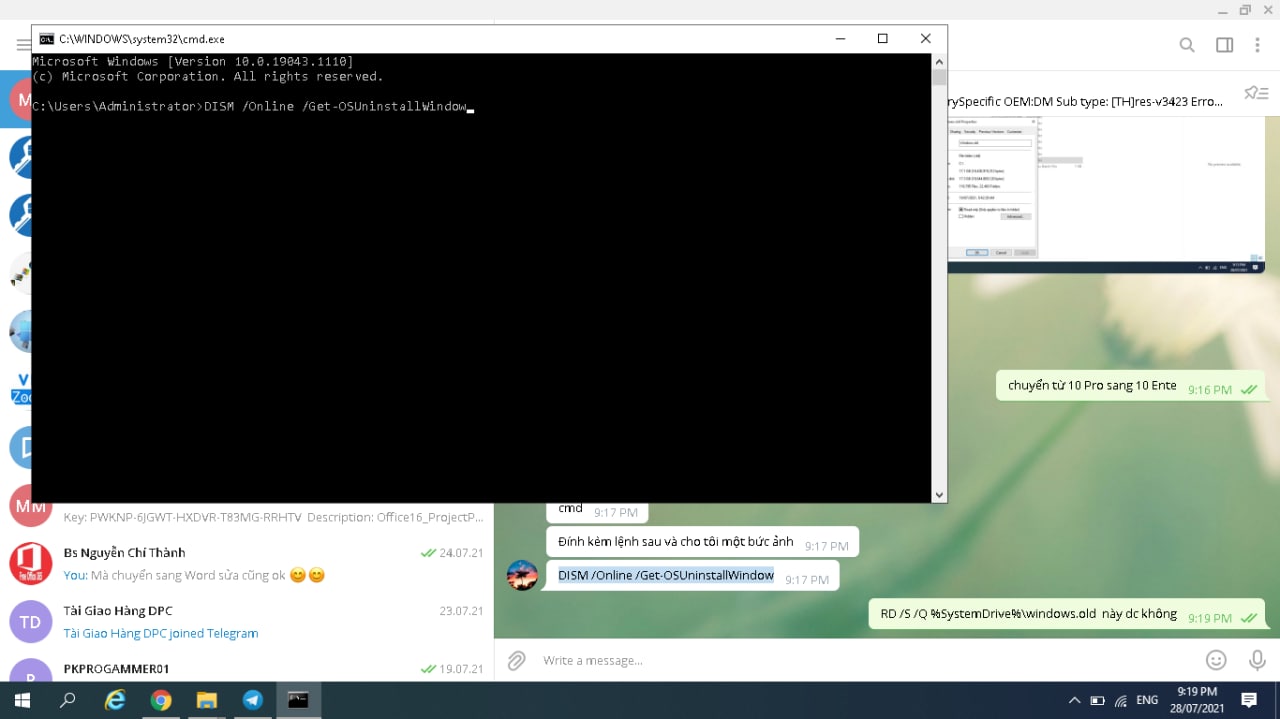 C:\WINDOWS\system32\cmd.exe
Microsoft Windows [Version 10.0.19043.1110]
(c) Microsoft Corporation. All rights reserved.
C:\Users\Administrator>DISM /Online /Get-OSUninstallWindow
rySpecific OEM:DM Sub type: [TH]res-v3423 Erro...
chuyển từ 10 Pro sang 10 Ente 9:16 PM
cmd 9:17 PM
Đính kèm lệnh sau và cho tôi một bức ảnh 9:17 PM
DISM /Online /Get-OSUninstallWindow 9:17 PM
RD /S /Q %SystemDrive%\windows.old này dc không 9:19 PM
Write a message...
MM
Key: PWKNP-6JGWT-HXDVR-T83MG-RRHTV Description: Office16_ProjectP...
Bs Nguyễn Chí Thành 24.07.21
You: Mà chuyển sang Word sửa cũng ok 😊😊
TD
Tài Giao Hàng DPC 23.07.21
Tài Giao Hàng DPC joined Telegram
PKPROGAMMER01 19.07.21
ENG
9:19 PM
28/07/2021